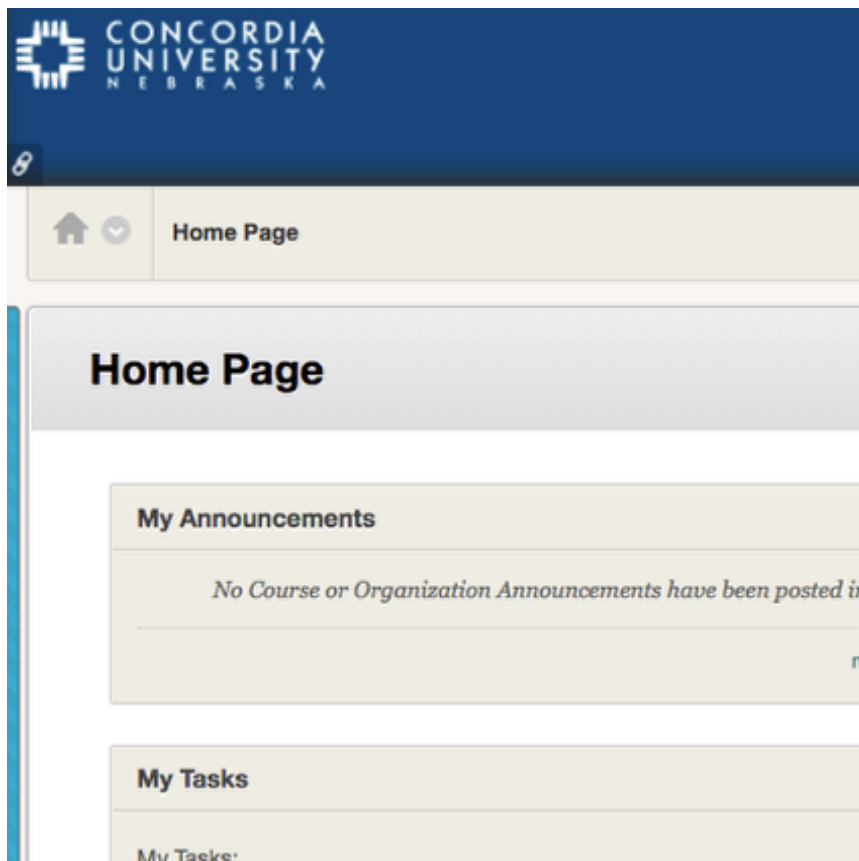 CONCORDIA
UNIVERSITY
NEBRASKA
Home Page
Home Page
My Announcements
No Course or Organization Announcements have been posted
My Tasks
My Tasks: